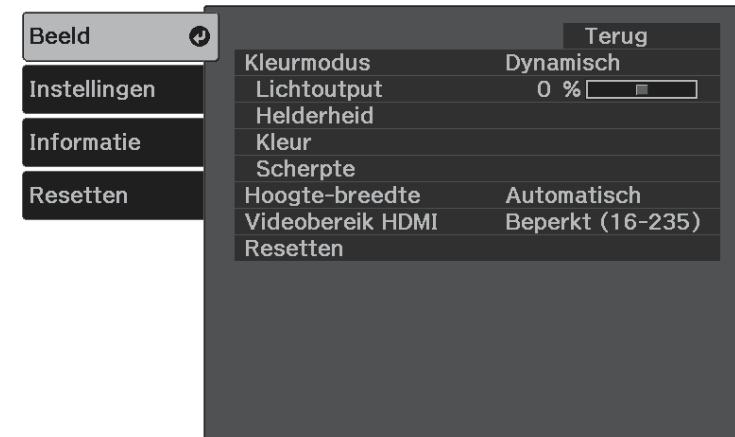 Beeld
Instellingen
Informatie
Resetten
Terug
Kleurmodus Dynamisch
Lichtoutput 0 %
Helderheid
Kleur
Scherpte
Hoogte-breedte Automatisch
Videobereik HDMI Beperkt (16-235)
Resetten